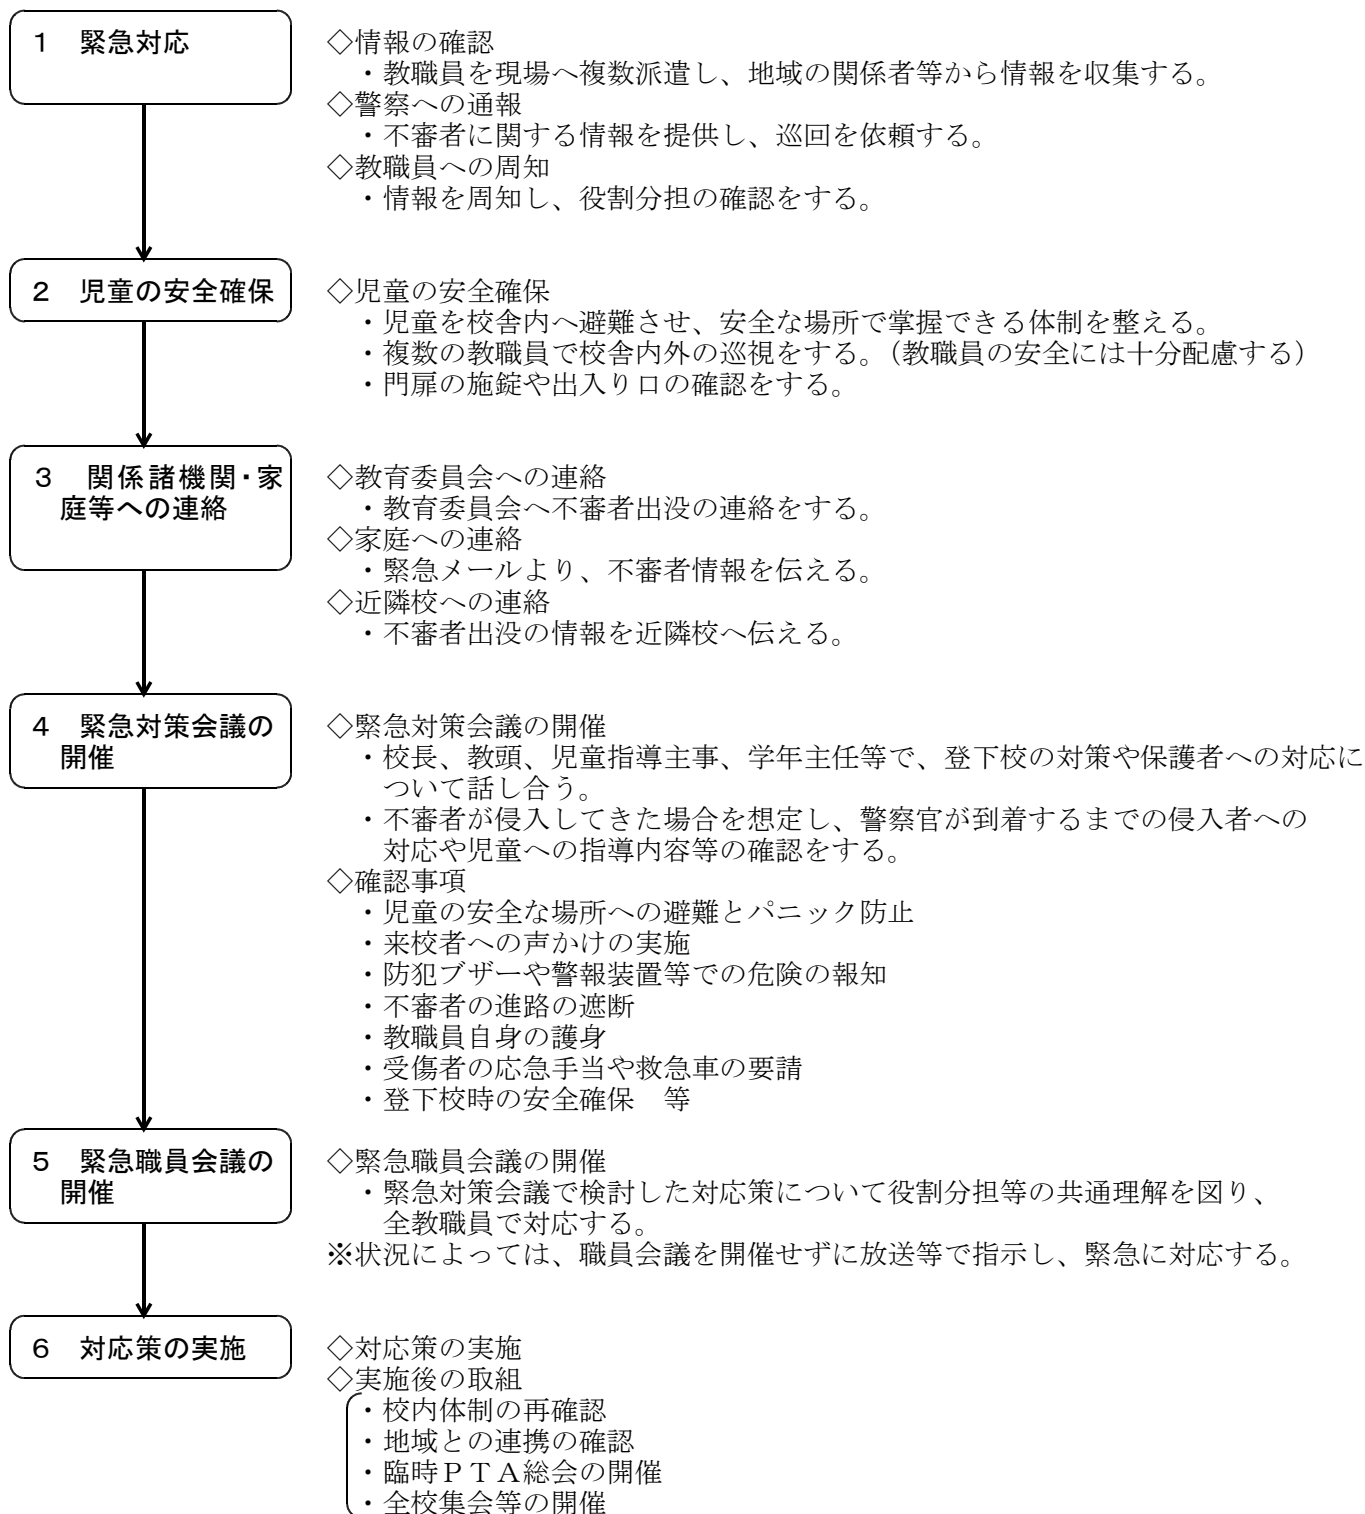 １　緊急対応
◇情報の確認
・教職員を現場へ複数派遣し、地域の関係者等から情報を収集する。
◇警察への通報
・不審者に関する情報を提供し、巡回を依頼する。
◇教職員への周知
・情報を周知し、役割分担の確認をする。
２　児童の安全確保
◇児童の安全確保
・児童を校舎内へ避難させ、安全な場所で掌握できる体制を整える。
・複数の教職員で校舎内外の巡視をする。（教職員の安全には十分配慮する）
・門扉の施錠や出入り口の確認をする。
３　関係諸機関・家
庭等への連絡
◇教育委員会への連絡
・教育委員会へ不審者出没の連絡をする。
◇家庭への連絡
・緊急メールより、不審者情報を伝える。
◇近隣校への連絡
・不審者出没の情報を近隣校へ伝える。
４　緊急対策会議の
開催
◇緊急対策会議の開催
・校長、教頭、児童指導主事、学年主任等で、登下校の対策や保護者への対応に
ついて話し合う。
・不審者が侵入してきた場合を想定し、警察官が到着するまでの侵入者への
対応や児童への指導内容等の確認をする。
◇確認事項
・児童の安全な場所への避難とパニック防止
・来校者への声かけの実施
・防犯ブザーや警報装置等での危険の報知
・不審者の進路の遮断
・教職員自身の護身
・受傷者の応急手当や救急車の要請
・登下校時の安全確保　等
５　緊急職員会議の
開催
◇緊急職員会議の開催
・緊急対策会議で検討した対応策について役割分担等の共通理解を図り、
全教職員で対応する。
※状況によっては、職員会議を開催せずに放送等で指示し、緊急に対応する。
６　対応策の実施
◇対応策の実施
◇実施後の取組
・校内体制の再確認
・地域との連携の確認
・臨時ＰＴＡ総会の開催
・全校集会等の開催